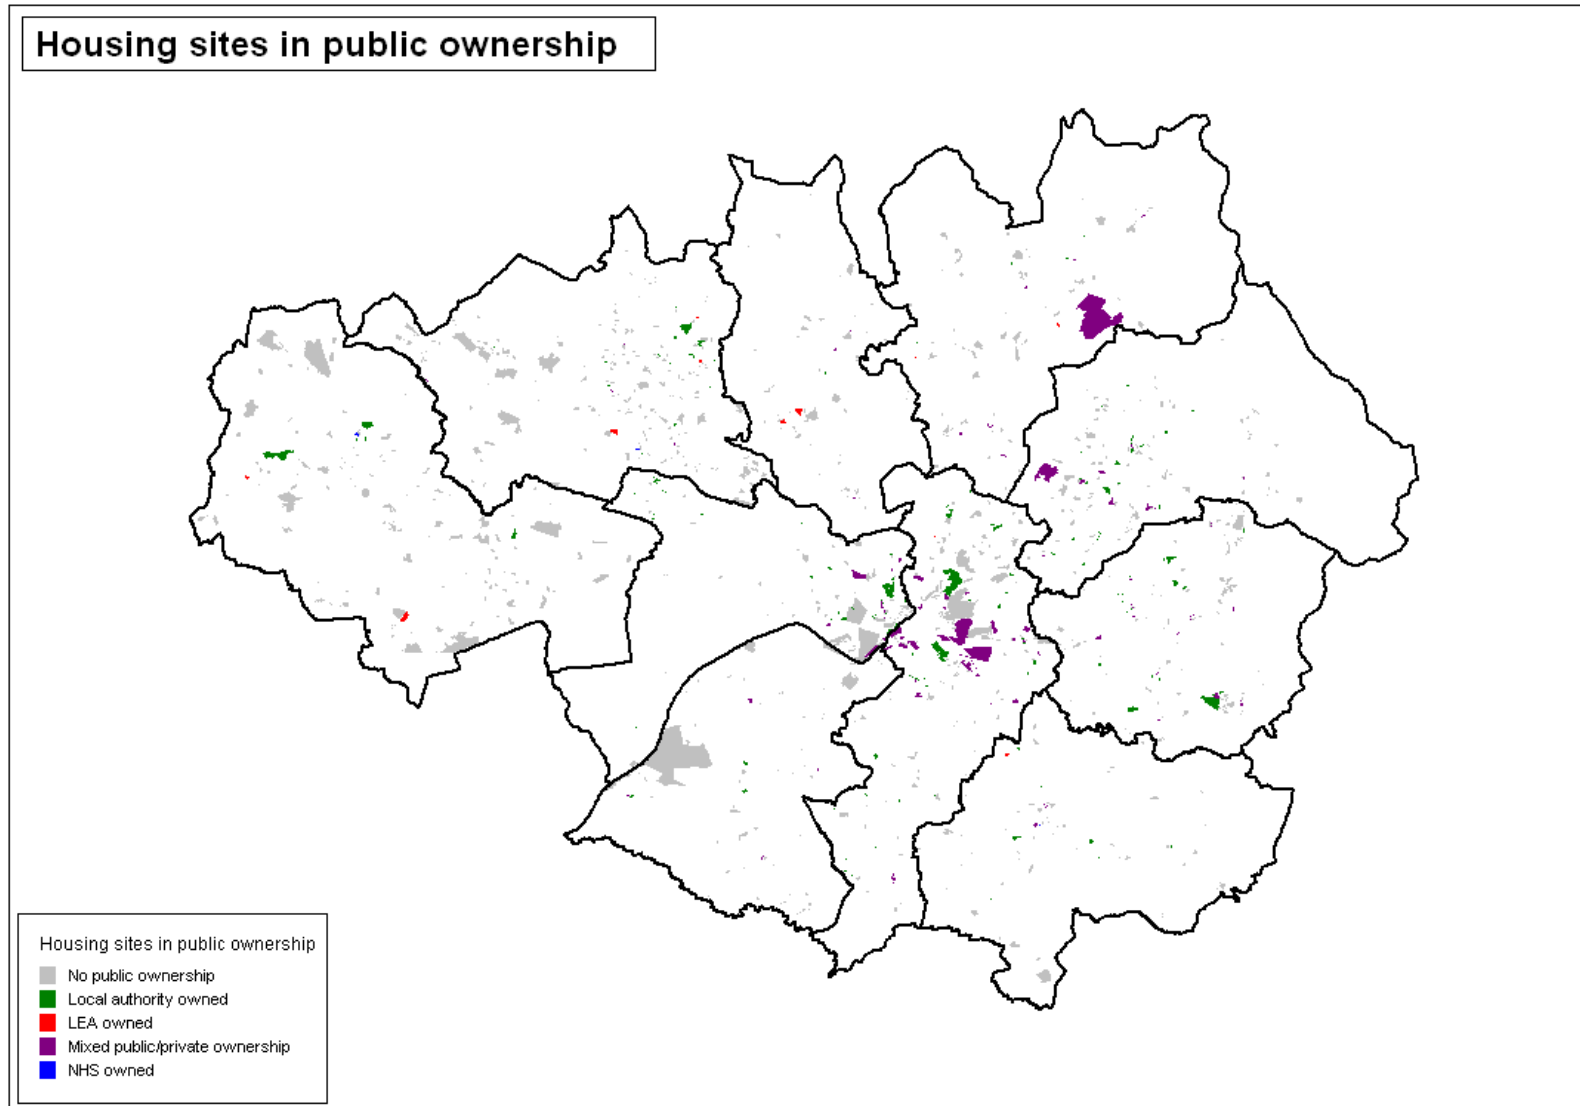 Housing sites in public ownership
Housing sites in public ownership
No public ownership
Local authority owned
LEA owned
Mixed public/private ownership
NHS owned